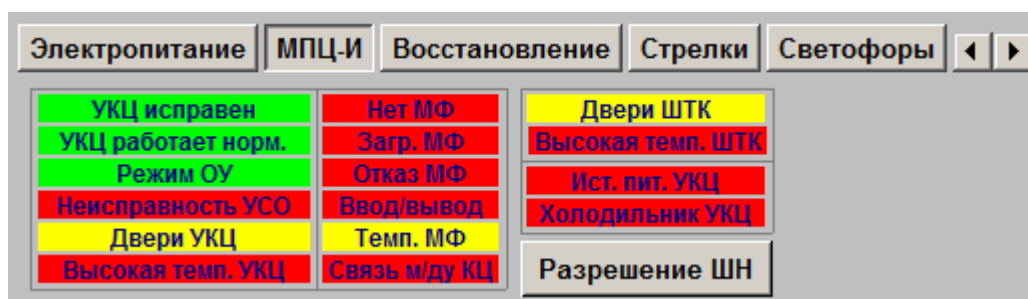 Электропитание МПЦ-И Восстановление Стрелки Светофоры
УКЦ исправен
УКЦ работает норм.
Режим ОУ
Неисправность УСО
Двери УКЦ
Высокая темп. УКЦ
Нет МФ
Загр. МФ
Отказ МФ
Ввод/вывод
Темп. МФ
Связь м/ду КЦ
Двери ШТК
Высокая темп. ШТК
Ист. пит. УКЦ
Холодильник УКЦ
Разрешение ШН